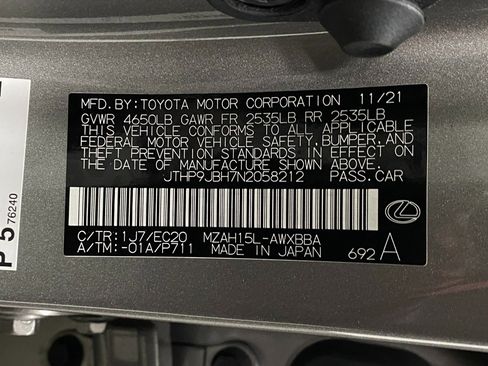 MFD. BY: TOYOTA MOTOR CORPORATION 11/21
GVWR 4650LB GAWR FR 2535LB RR 2535LB
THIS VEHICLE CONFORMS TO ALL APPLICABLE
FEDERAL MOTOR VEHICLE SAFETY, BUMPER, AND
THEFT PREVENTION STANDARDS IN EFFECT ON
THE DATE OF MANUFACTURE SHOWN ABOVE.
JTHP9JBH7N2058212 PASS.CAR
C/TR: 1J7/EC20 MZAH15L-AWXBBA
A/TM: -01A/P711 MADE IN JAPAN 692 A
P 5 76240